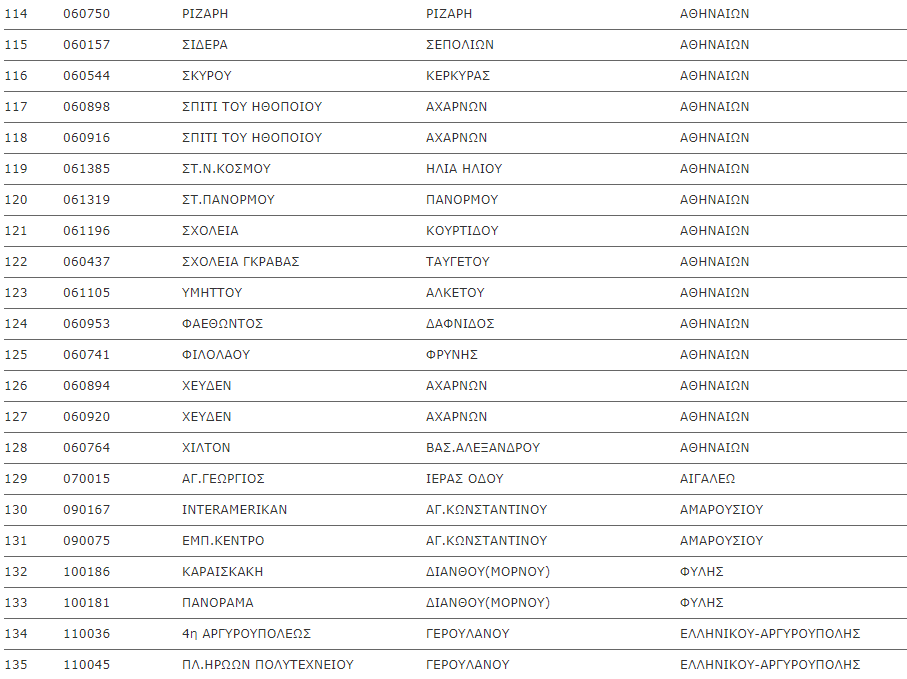 114 060750 ΡΙΖΑΡΗ ΡΙΖΑΡΗ ΑΘΗΝΑΙΩΝ
115 060157 ΣΙΔΕΡΑ ΣΕΠΟΛΙΩΝ ΑΘΗΝΑΙΩΝ
116 060544 ΣΚΥΡΟΥ ΚΕΡΚΥΡΑΣ ΑΘΗΝΑΙΩΝ
117 060898 ΣΠΙΤΙ ΤΟΥ ΗΘΟΠΟΙΟΥ ΑΧΑΡΝΩΝ ΑΘΗΝΑΙΩΝ
118 060916 ΣΠΙΤΙ ΤΟΥ ΗΘΟΠΟΙΟΥ ΑΧΑΡΝΩΝ ΑΘΗΝΑΙΩΝ
119 061385 ΣΤ.Ν.ΚΟΣΜΟΥ ΗΛΙΑ ΗΛΙΟΥ ΑΘΗΝΑΙΩΝ
120 061319 ΣΤ.ΠΑΝΟΡΜΟΥ ΠΑΝΟΡΜΟΥ ΑΘΗΝΑΙΩΝ
121 061196 ΣΧΟΛΕΙΑ ΚΟΥΡΤΙΔΟΥ ΑΘΗΝΑΙΩΝ
122 060437 ΣΧΟΛΕΙΑ ΓΚΡΑΒΑΣ ΤΑΥΓΕΤΟΥ ΑΘΗΝΑΙΩΝ
123 061105 ΥΜΗΤΤΟΥ ΑΛΚΕΤΟΥ ΑΘΗΝΑΙΩΝ
124 060953 ΦΑΕΘΩΝΤΟΣ ΔΑΦΝΙΔΟΣ ΑΘΗΝΑΙΩΝ
125 060741 ΦΙΛΟΛΑΟΥ ΦΡΥΝΗΣ ΑΘΗΝΑΙΩΝ
126 060894 ΧΕΥΔΕΝ ΑΧΑΡΝΩΝ ΑΘΗΝΑΙΩΝ
127 060920 ΧΕΥΔΕΝ ΑΧΑΡΝΩΝ ΑΘΗΝΑΙΩΝ
128 060764 ΧΙΛΤΟΝ ΒΑΣ.ΑΛΕΞΑΝΔΡΟΥ ΑΘΗΝΑΙΩΝ
129 070015 ΑΓ.ΓΕΩΡΓΙΟΣ ΙΕΡΑΣ ΟΔΟΥ ΑΙΓΑΛΕΩ
130 090167 INTERAMERIKAN ΑΓ.ΚΩΝΣΤΑΝΤΙΝΟΥ ΑΜΑΡΟΥΣΙΟΥ
131 090075 ΕΜΠ.ΚΕΝΤΡΟ ΑΓ.ΚΩΝΣΤΑΝΤΙΝΟΥ ΑΜΑΡΟΥΣΙΟΥ
132 100186 ΚΑΡΑΙΣΚΑΚΗ ΔΙΑΝΘΟΥ(ΜΟΡΝΟΥ) ΦΥΛΗΣ
133 100181 ΠΑΝΟΡΑΜΑ ΔΙΑΝΘΟΥ(ΜΟΡΝΟΥ) ΦΥΛΗΣ
134 110036 4η ΑΡΓΥΡΟΥΠΟΛΕΩΣ ΓΕΡΟΥΛΑΝΟΥ ΕΛΛΗΝΙΚΟΥ-ΑΡΓΥΡΟΥΠΟΛΗΣ
135 110045 ΠΛ.ΗΡΩΩΝ ΠΟΛΥΤΕΧΝΕΙΟΥ ΓΕΡΟΥΛΑΝΟΥ ΕΛΛΗΝΙΚΟΥ-ΑΡΓΥΡΟΥΠΟΛΗΣ